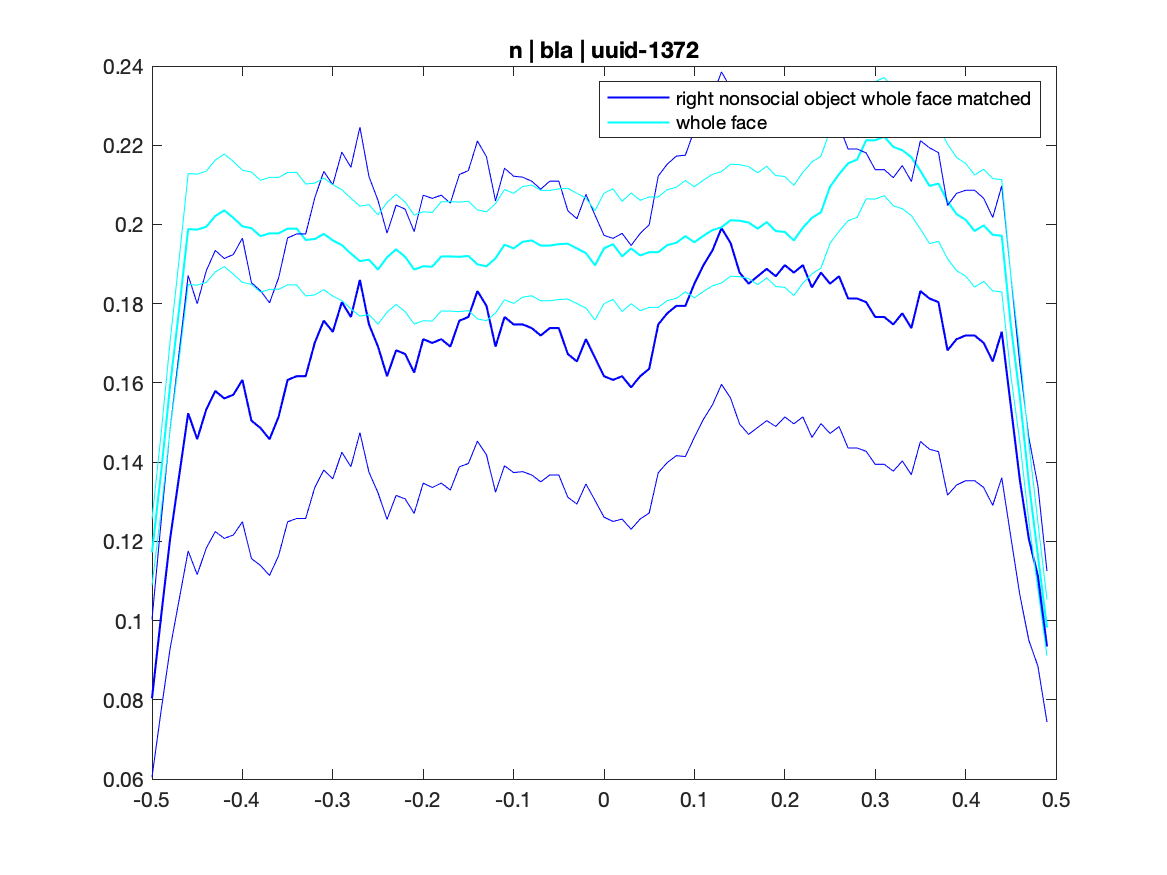 n | bla | uuid-1372
0.24
right nonsocial object whole face matched
whole face
0.22
0.2
0.18
0.16
0.14
0.12
0.1
0.08
0.06
-0.5 -0.4 -0.3 -0.2 -0.1 0 0.1 0.2 0.3 0.4 0.5